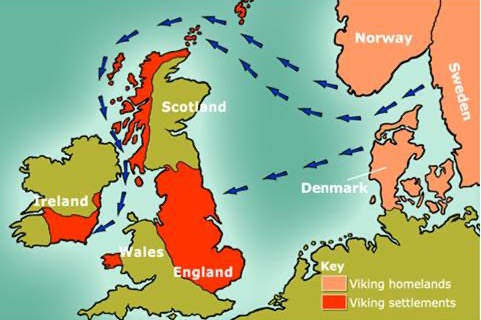 Norway
Sweden
Scotland
Denmark
Ireland
Wales
England
Key
Viking homelands
Viking settlements